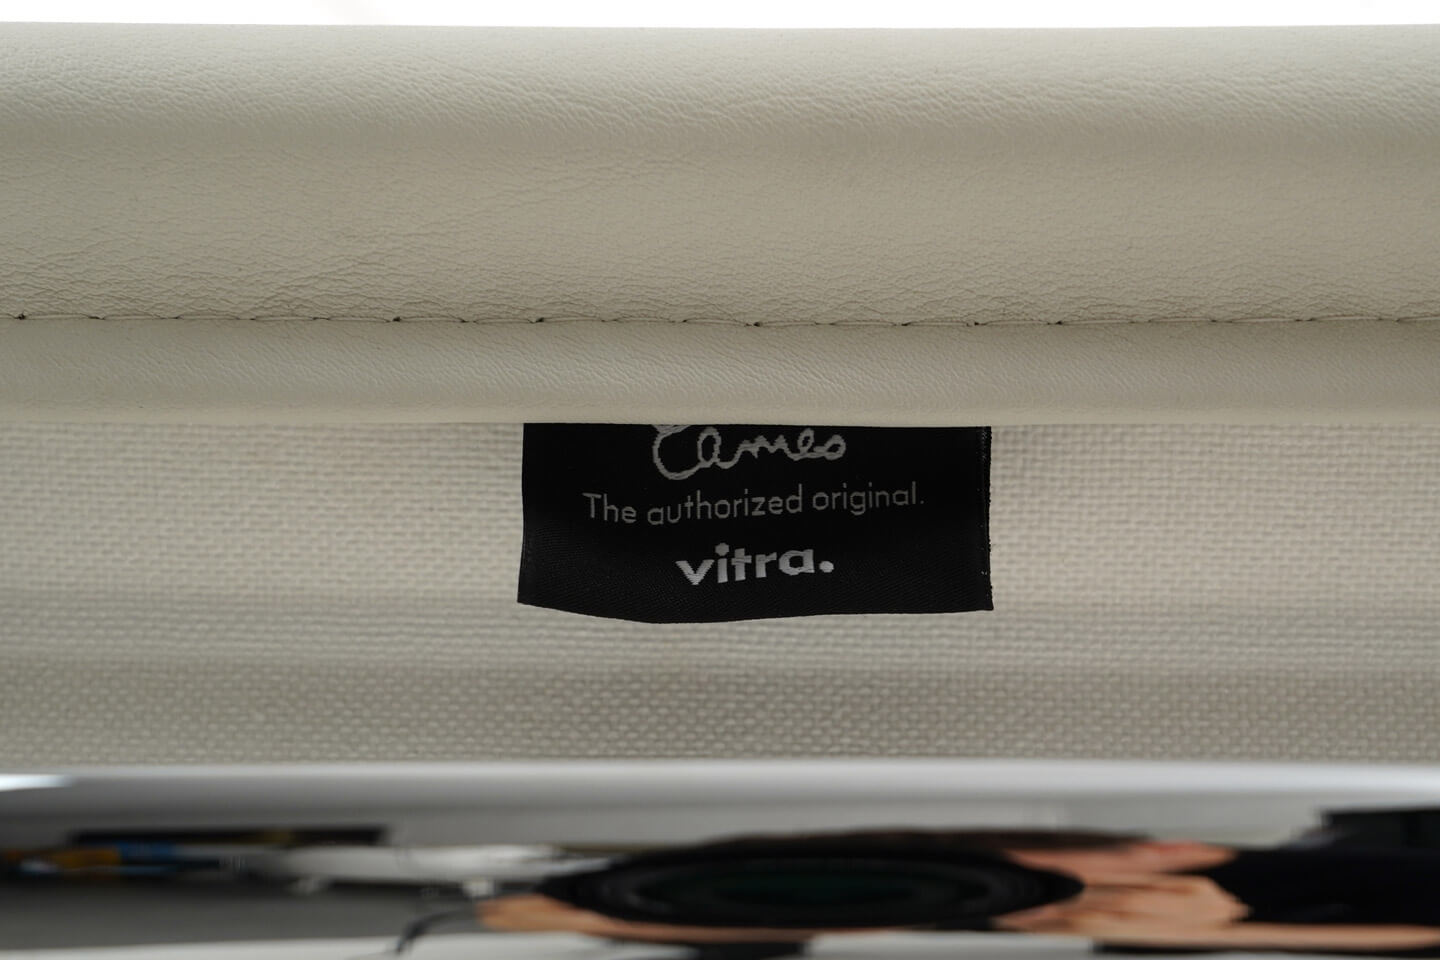 Eames
The authorized original.
vitra.